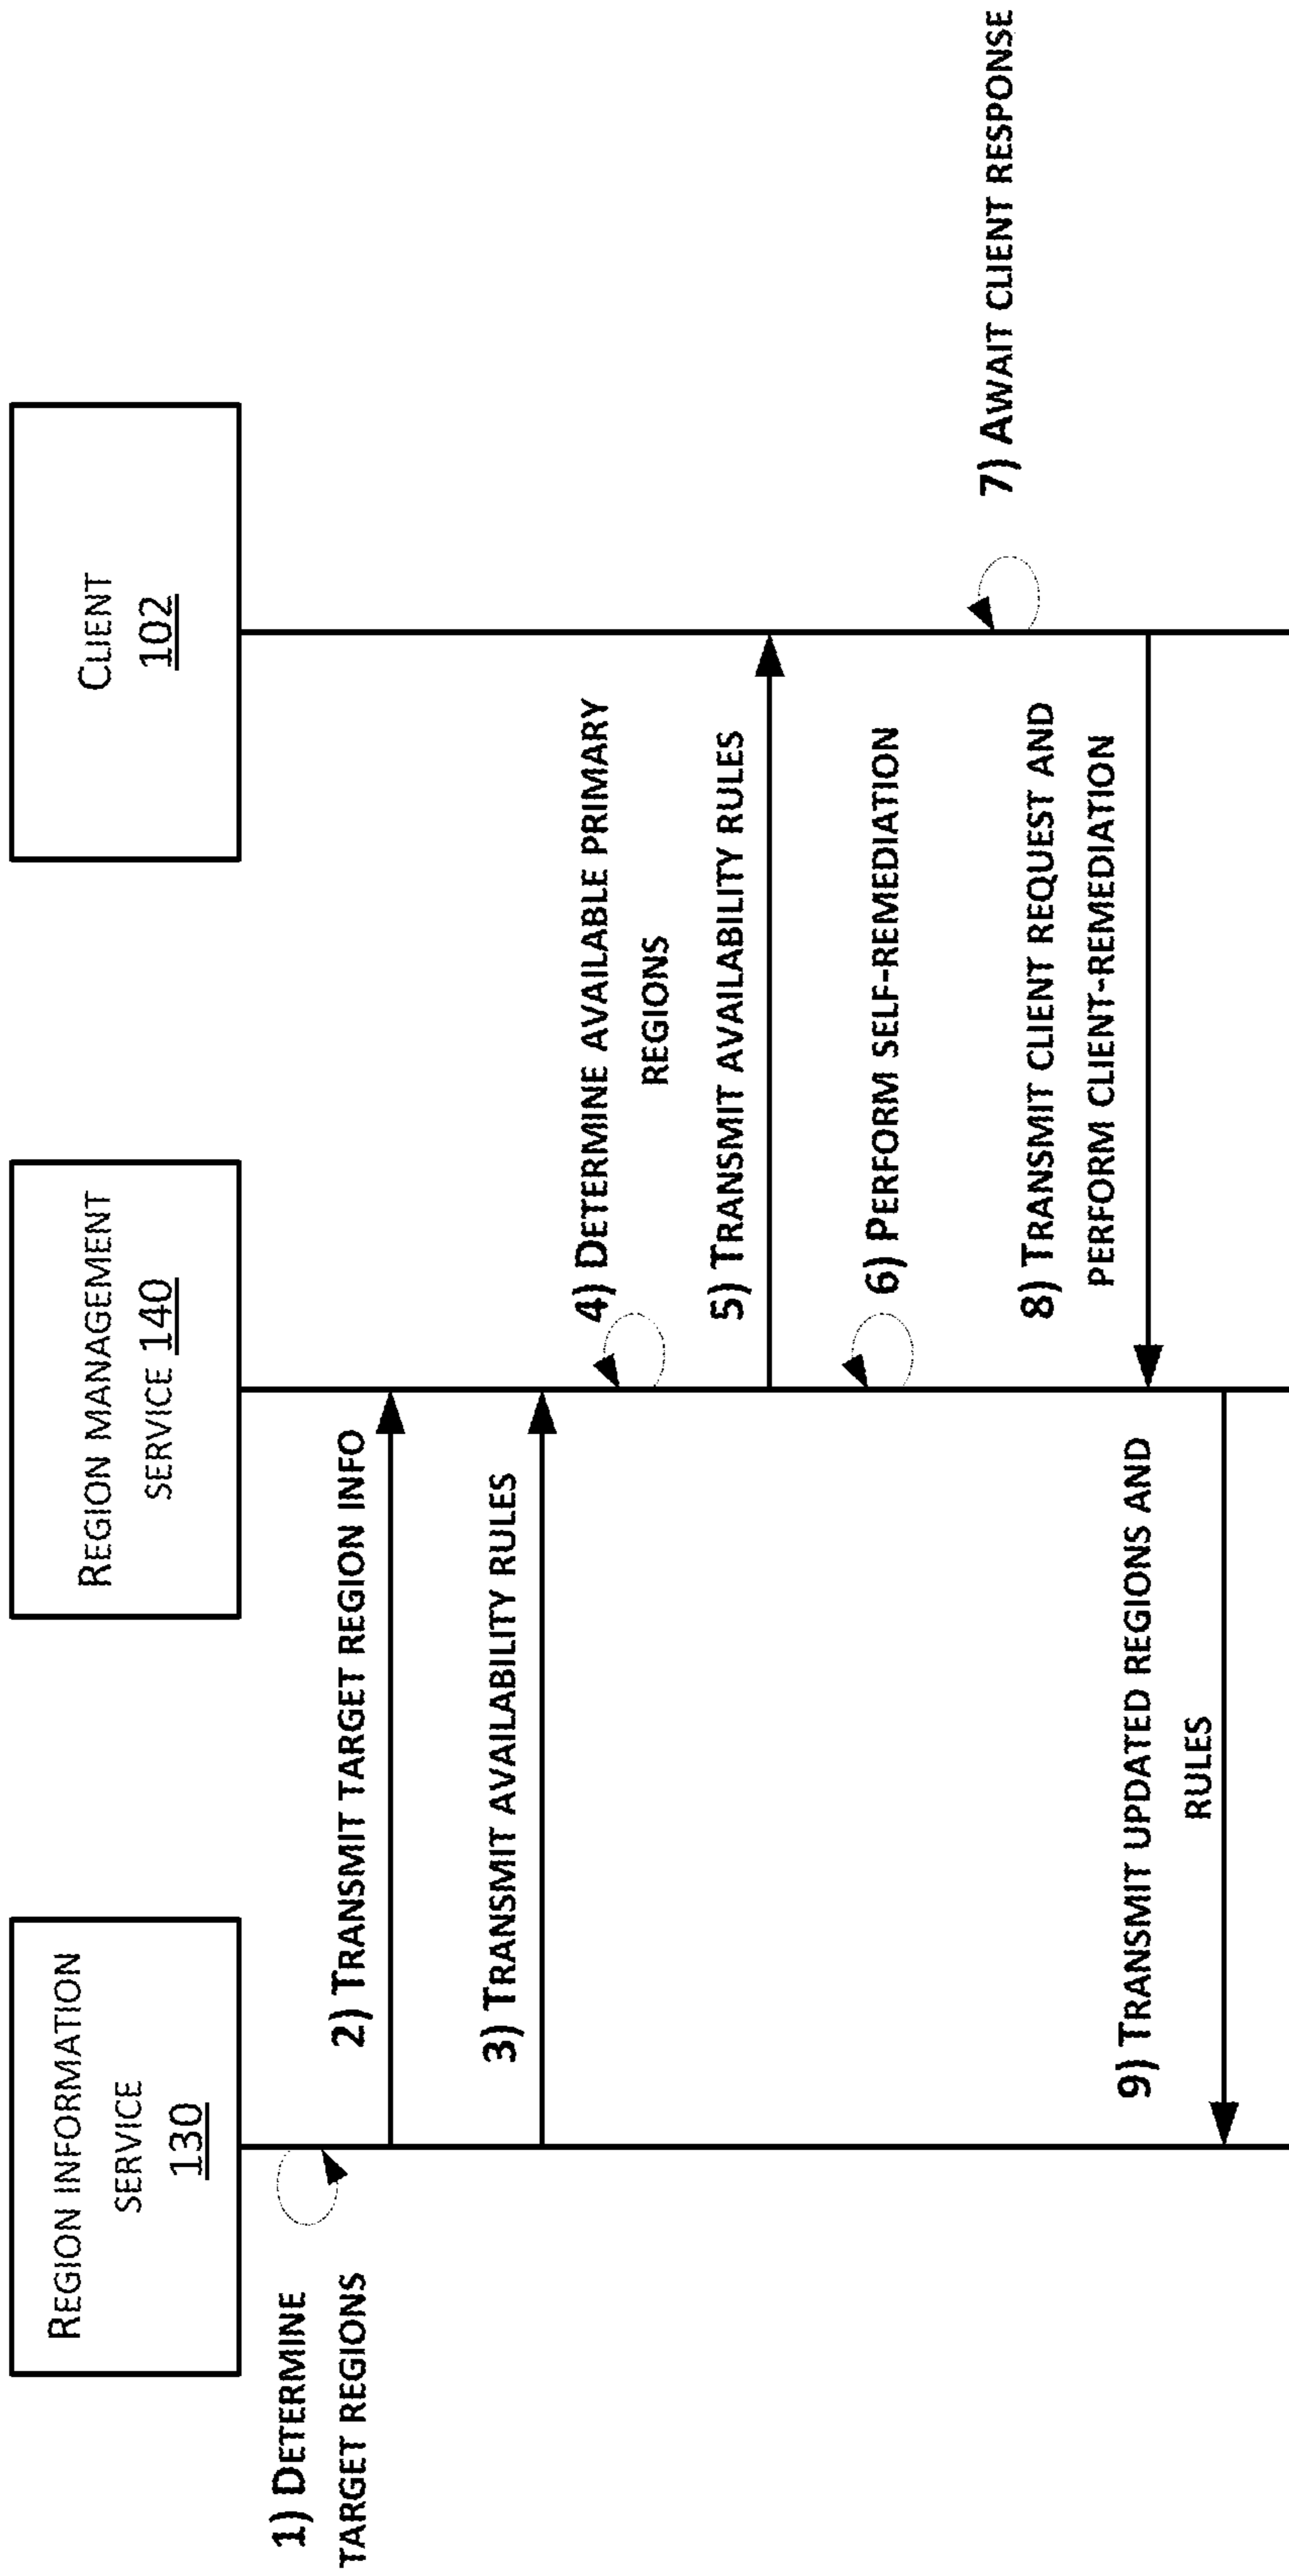 REGION INFORMATION
SERVICE
130
REGION MANAGEMENT
SERVICE 140
CLIENT
102
1) DETERMINE
TARGET REGIONS
2) TRANSMIT TARGET REGION INFO
3) TRANSMIT AVAILABILITY RULES
4) DETERMINE AVAILABLE PRIMARY
REGIONS
5) TRANSMIT AVAILABILITY RULES
6) PERFORM SELF-REMEDIATION
7) AWAIT CLIENT RESPONSE
8) TRANSMIT CLIENT REQUEST AND
PERFORM CLIENT-REMEDIATION
9) TRANSMIT UPDATED REGIONS AND
RULES